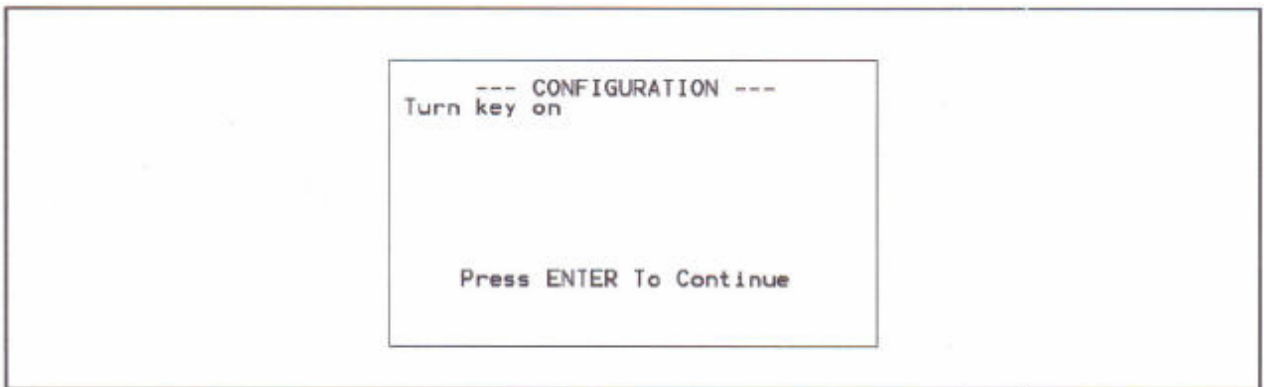 --- CONFIGURATION ---
Turn key on
Press ENTER To Continue